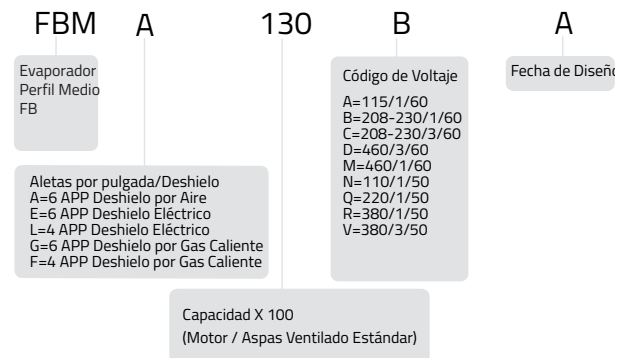 FBM A 130 B A
Evaporador
Perfil Medio
FB
Código de Voltaje
A=115/1/60
B=208-230/1/60
C=208-230/3/60
D=460/3/60
M=460/1/60
N=110/1/50
Q=220/1/50
R=380/1/50
V=380/3/50
Fecha de Diseño
Aletas por pulgada/Deshielo
A=6 APP Deshielo por Aire
E=6 APP Deshielo Eléctrico
L=4 APP Deshielo Eléctrico
G=6 APP Deshielo por Gas Caliente
F=4 APP Deshielo por Gas Caliente
Capacidad X 100
(Motor / Aspas Ventilado Estándar)